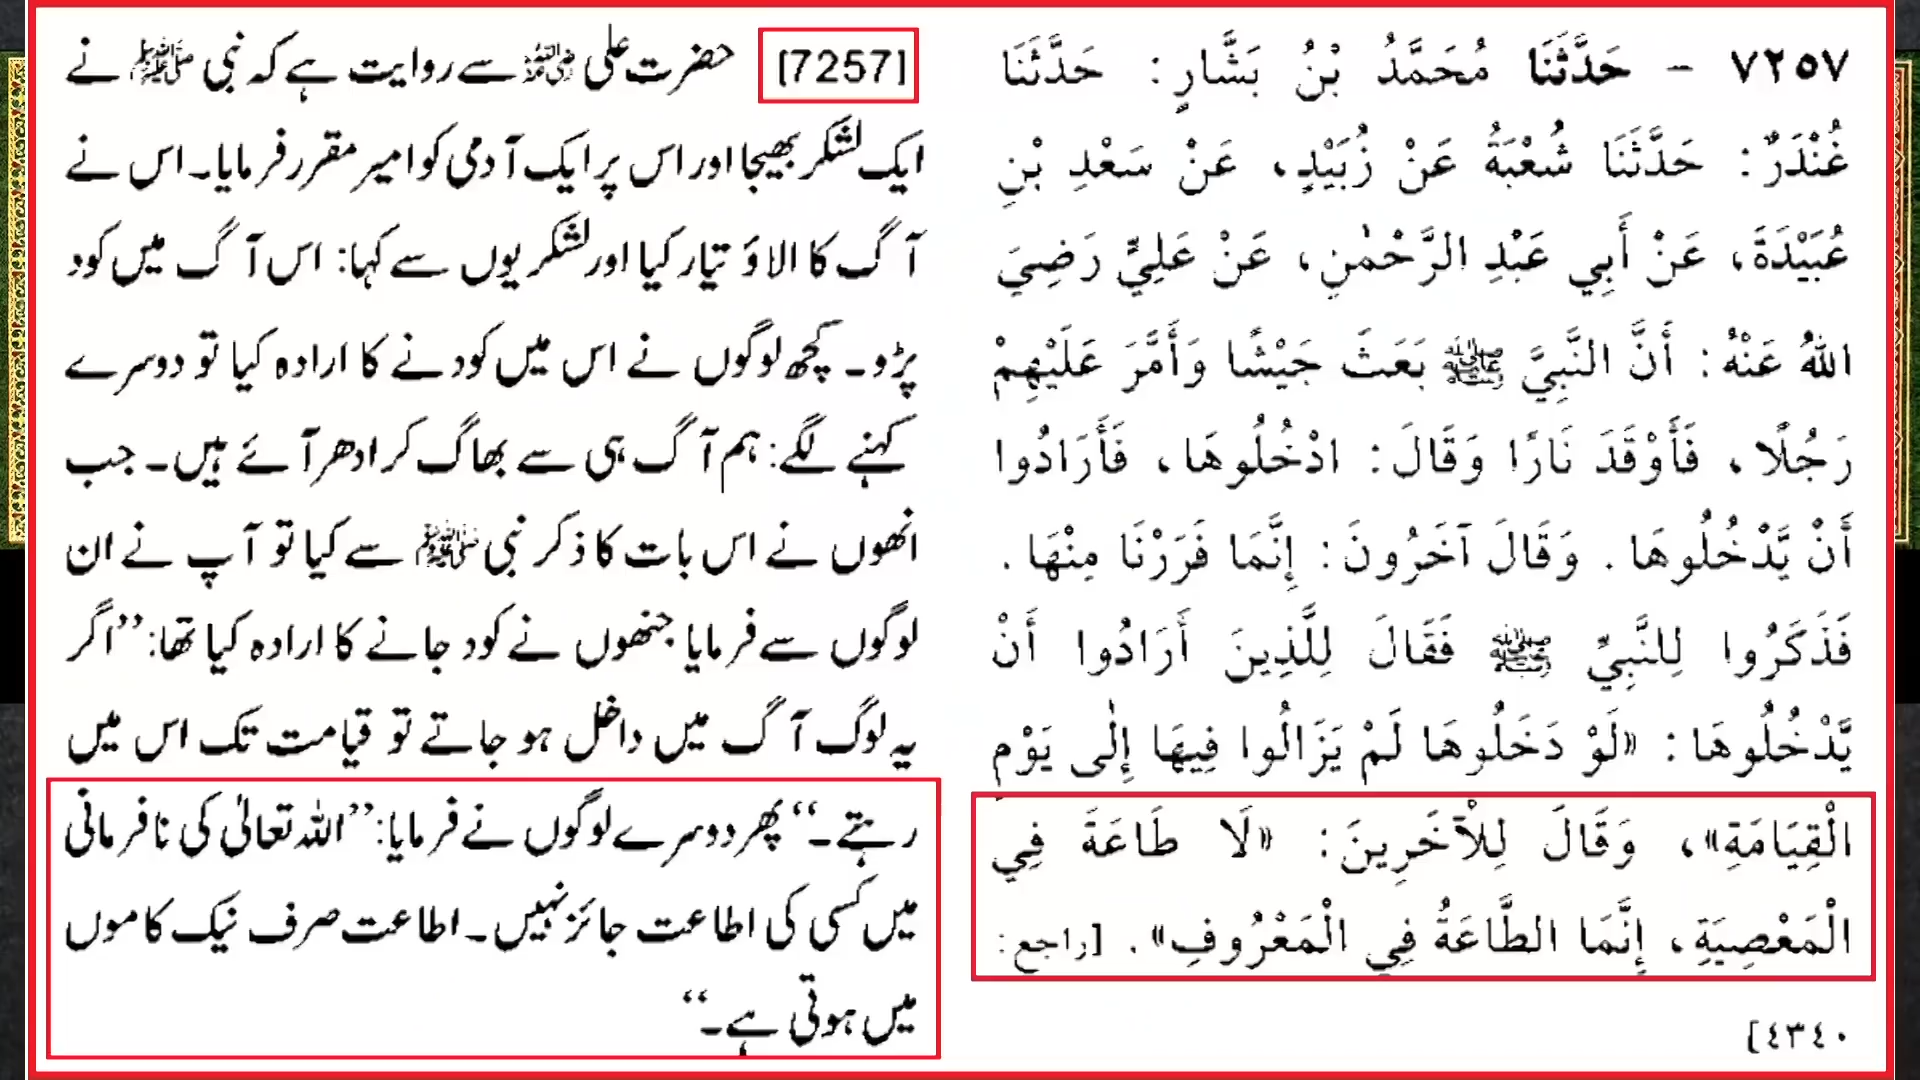 ٧٢٥٧ - حَدَّثَنَا مُحَمَّدُ بْنُ بَشَّارٍ: حَدَّثَنَا
غُنْدَرٌ: حَدَّثَنَا شُعْبَةُ عَنْ زُبَيْدٍ، عَنْ سَعْدِ بْنِ
عُبَيْدَةَ، عَنْ أَبِي عَبْدِ الرَّحْمٰنِ، عَنْ عَلِيٍّ رَضِيَ
اللهُ عَنْهُ: أَنَّ النَّبِيَّ ﷺ بَعَثَ جَيْشًا وَأَمَّرَ عَلَيْهِمْ
رَجُلًا، فَأَوْقَدَ نَارًا وَقَالَ: ادْخُلُوهَا، فَأَرَادُوا
أَنْ يَّدْخُلُوهَا. وَقَالَ آخَرُونَ: إِنَّمَا فَرَرْنَا مِنْهَا.
فَذَكَرُوا لِلنَّبِيِّ ﷺ فَقَالَ لِلَّذِينَ أَرَادُوا أَنْ
يَّدْخُلُوهَا: «لَوْ دَخَلُوهَا لَمْ يَزَالُوا فِيهَا إِلٰى يَوْمِ
الْقِيَامَةِ»، وَقَالَ لِلْآخَرِينَ: «لَا طَاعَةَ فِي
الْمَعْصِيَةِ، إِنَّمَا الطَّاعَةُ فِي الْمَعْرُوفِ». [راجع:
٤٣٤٠]
[7257] حضرت علی ؓ سے روایت ہے کہ نبی ﷺ نے
ایک لشکر بھیجا اور اس پر ایک آدمی کو امیر مقرر فرمایا۔ اس نے
آگ کا الاؤ تیار کیا اور لشکریوں سے کہا: اس آگ میں کود
پڑو۔ کچھ لوگوں نے اس میں کودنے کا ارادہ کیا تو دوسرے
کہنے لگے: ہم آگ ہی سے بھاگ کر ادھر آئے ہیں۔ جب
انھوں نے اس بات کا ذکر نبی ﷺ سے کیا تو آپ نے ان
لوگوں سے فرمایا جنھوں نے کود جانے کا ارادہ کیا تھا: ”اگر
یہ لوگ آگ میں داخل ہو جاتے تو قیامت تک اس میں
رہتے۔“ پھر دوسرے لوگوں نے فرمایا: ”اللہ تعالیٰ کی نافرمانی
میں کسی کی اطاعت جائز نہیں۔ اطاعت صرف نیک کاموں
میں ہوتی ہے۔“